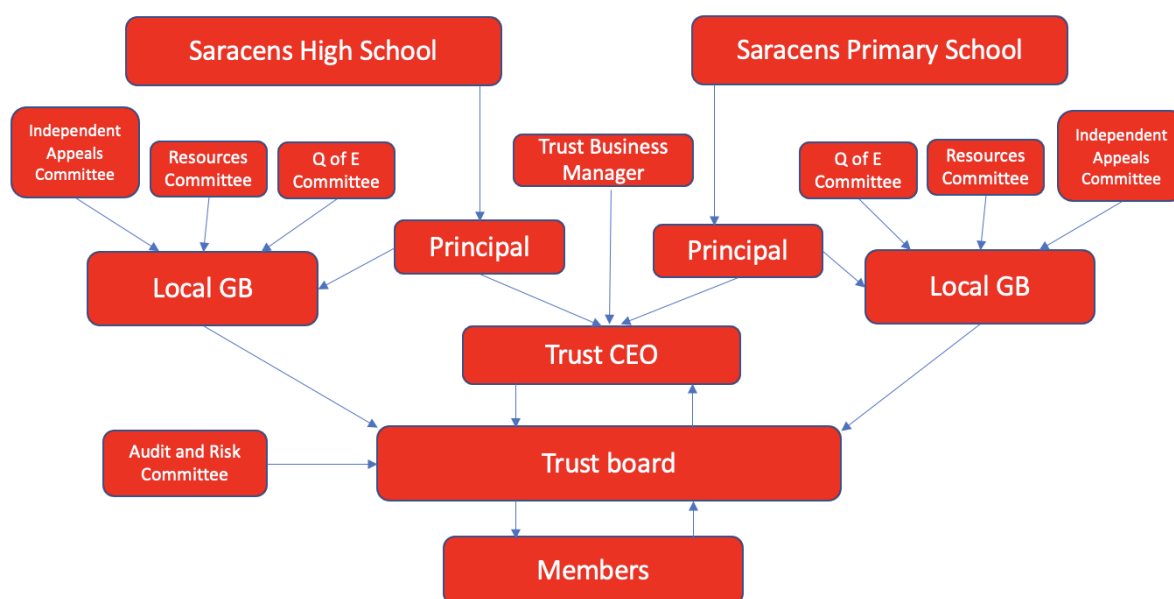 Saracens High School
Saracens Primary School
Independent
Appeals
Committee
Resources
Committee
Q of E
Committee
Trust Business
Manager
Q of E
Committee
Resources
Committee
Independent
Appeals
Committee
Principal
Principal
Local GB
Local GB
Trust CEO
Audit and Risk
Committee
Trust board
Members